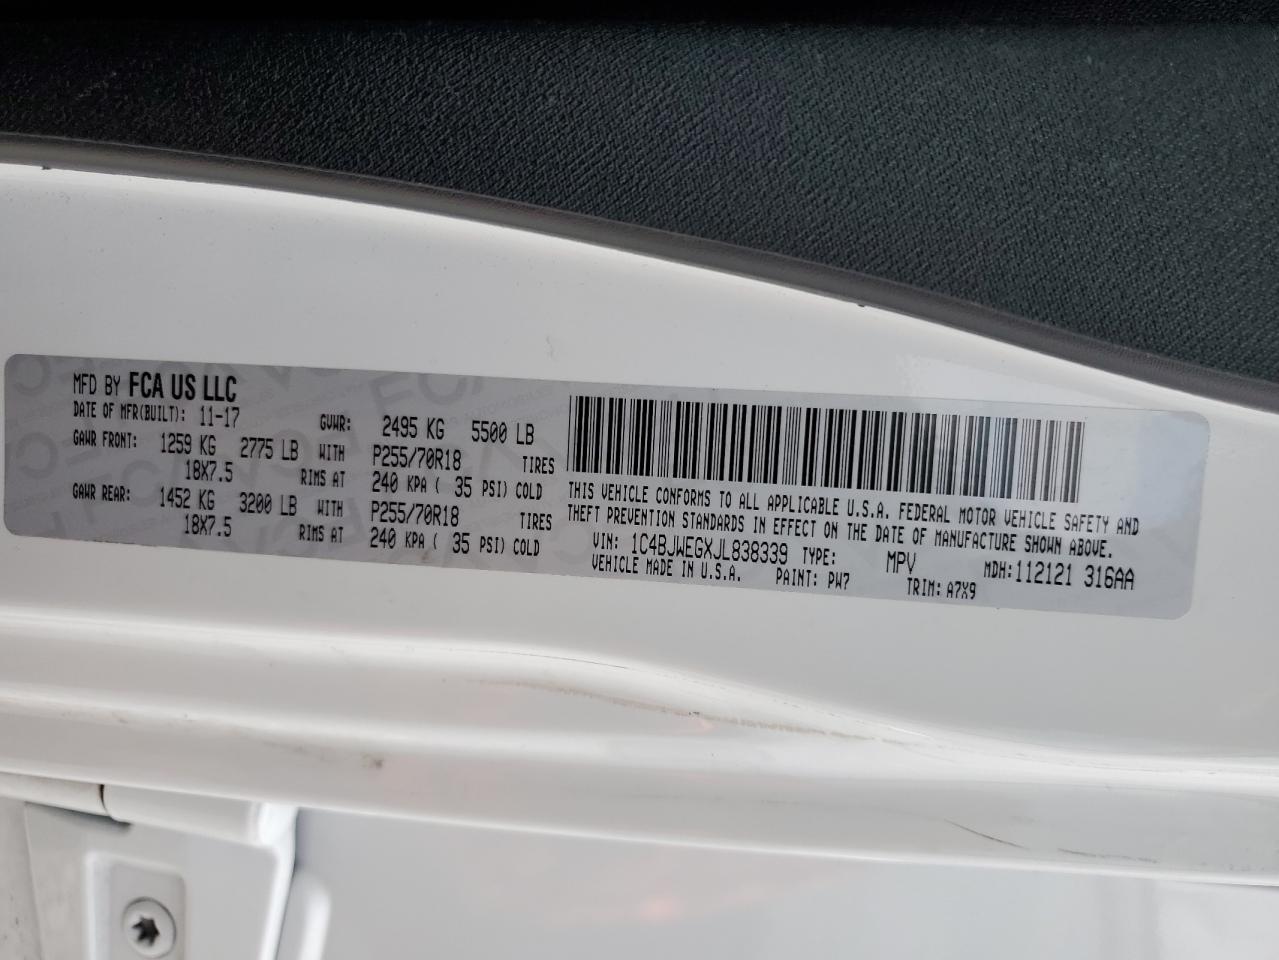 MFD BY FCA US LLC
DATE OF MFR(BUILT): 11-17 GVWR: 2495 KG 5500 LB
GAWR FRONT: 1259 KG 2775 LB WITH P255/70R18 TIRES
18X7.5 RIMS AT 240 KPA ( 35 PSI) COLD
GAWR REAR: 1452 KG 3200 LB WITH P255/70R18 TIRES
18X7.5 RIMS AT 240 KPA ( 35 PSI) COLD
THIS VEHICLE CONFORMS TO ALL APPLICABLE U.S.A. FEDERAL MOTOR VEHICLE SAFETY AND
THEFT PREVENTION STANDARDS IN EFFECT ON THE DATE OF MANUFACTURE SHOWN ABOVE.
VIN: 1C4BJWEGXJL838339 TYPE: MPV MDH:112121 316AA
VEHICLE MADE IN U.S.A. PAINT: PW7 TRIM: A7X9